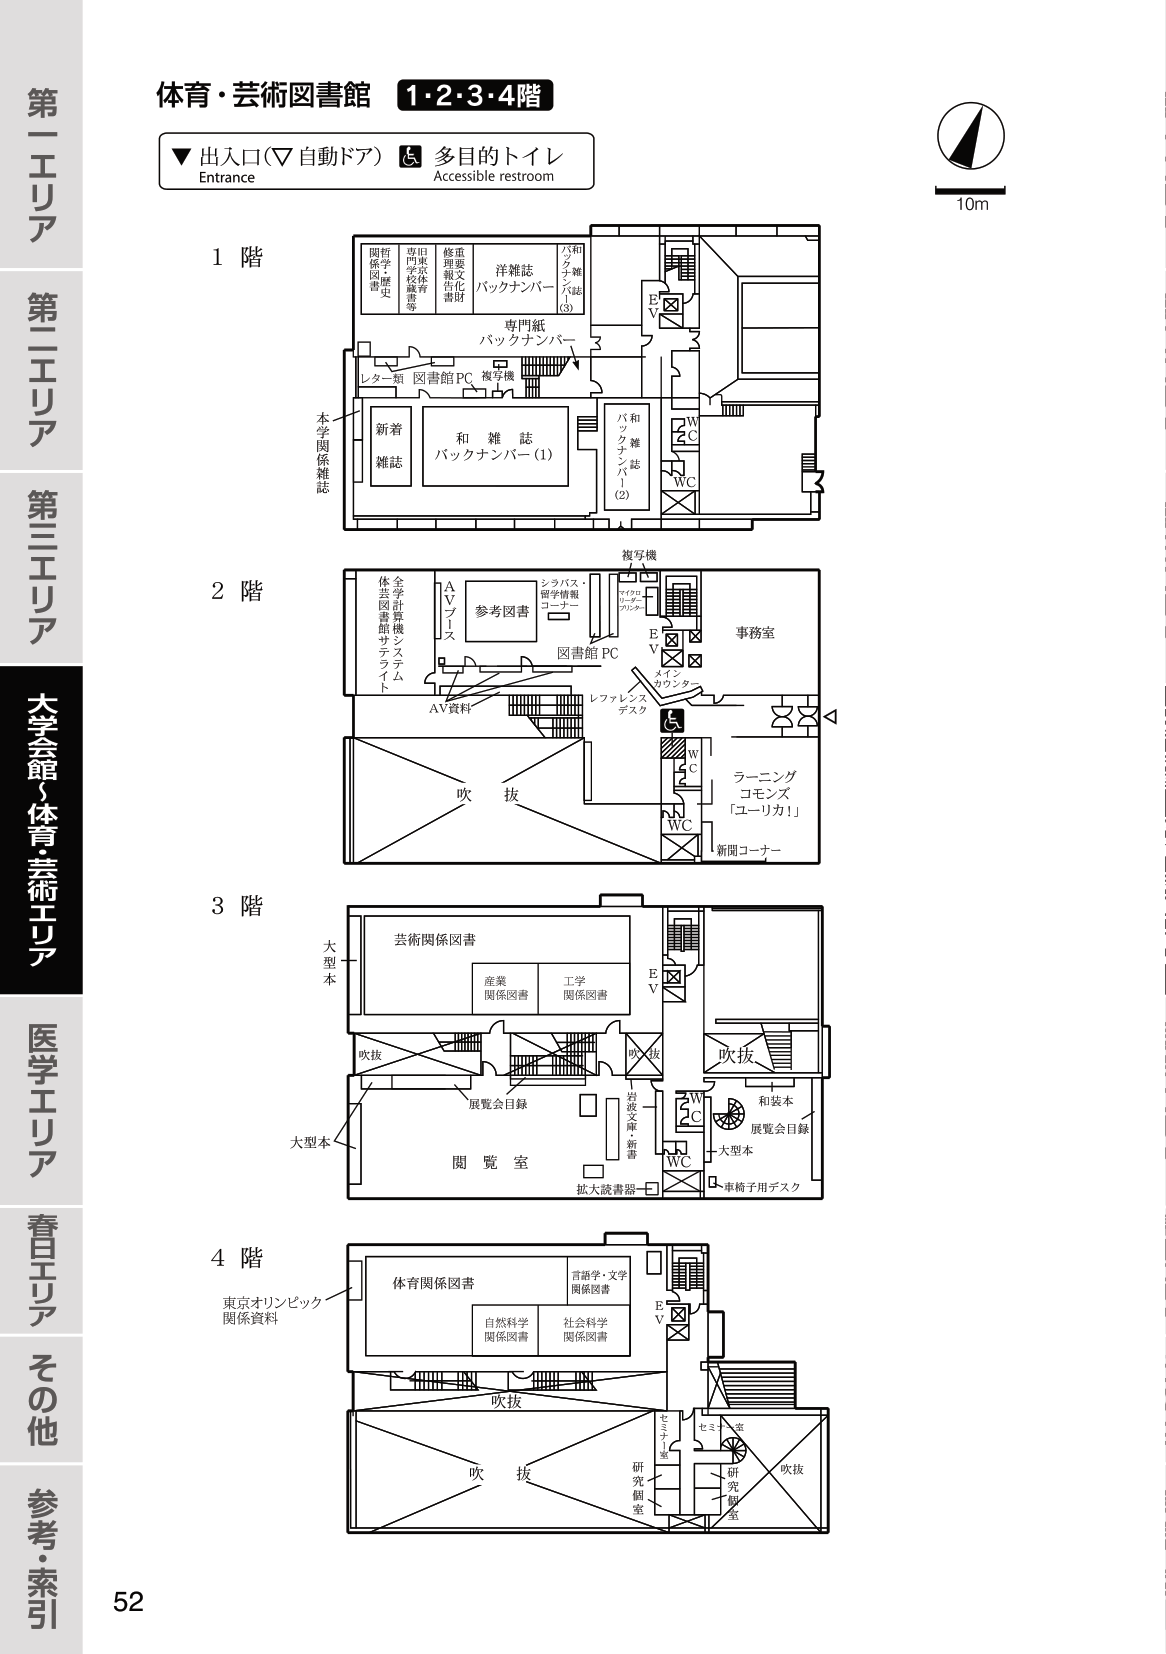 体育・芸術図書館 1・2・3・4階
▼ 出入口(▽ 自動ドア) 多目的トイレ
Entrance Accessible restroom
10m
第一エリア
第二エリア
第三エリア
大学会館～体育・芸術エリア
医学エリア
春日エリア
その他
参考・索引
1 階
哲学・歴史
関係図書
旧東京体育
専門学校蔵書等
重要文化財
修理報告書
洋雑誌
バックナンバー
和雑誌
バックナンバー(3)
専門紙
バックナンバー
EV
レター類
図書館PC
複写機
本学関係雑誌
新着
雑誌
和 雑 誌
バックナンバー(1)
和雑誌
バックナンバー(2)
WC
WC
2 階
複写機
全学計算機システム
体芸図書館サテライト
AVブース
参考図書
シラバス・
留学情報
コーナー
マイクロ
リーダー
プリンター
図書館PC
EV
事務室
メイン
カウンター
レファレンス
デスク
AV資料
吹 抜
WC
WC
ラーニング
コモンズ
「ユーリカ!」
新聞コーナー
3 階
大型本
芸術関係図書
産業
関係図書
工学
関係図書
EV
吹抜
吹抜
吹抜
展覧会目録
大型本
岩波文庫・新書
和装本
展覧会目録
WC
WC
大型本
閲 覧 室
拡大読書器
車椅子用デスク
4 階
東京オリンピック
関係資料
体育関係図書
言語学・文学
関係図書
自然科学
関係図書
社会科学
関係図書
EV
吹抜
セミナー室
セミナー室
吹 抜
研究個室
研究個室
吹抜
52